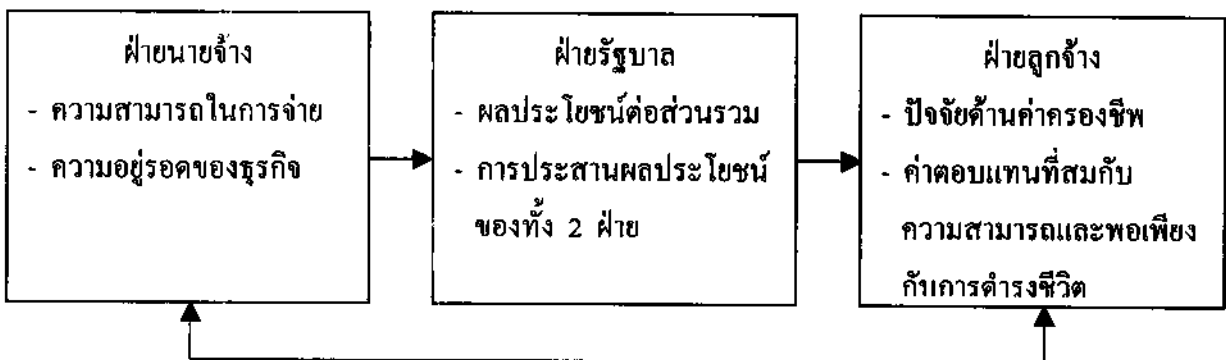 ฝ่ายนายจ้าง
- ความสามารถในการจ่าย
- ความอยู่รอดของธุรกิจ
ฝ่ายรัฐบาล
- ผลประโยชน์ต่อส่วนรวม
- การประสานผลประโยชน์
ของทั้ง 2 ฝ่าย
ฝ่ายลูกจ้าง
- ปัจจัยด้านค่าครองชีพ
- ค่าตอบแทนที่สมกับ
ความสามารถและพอเพียง
กับการดำรงชีวิต